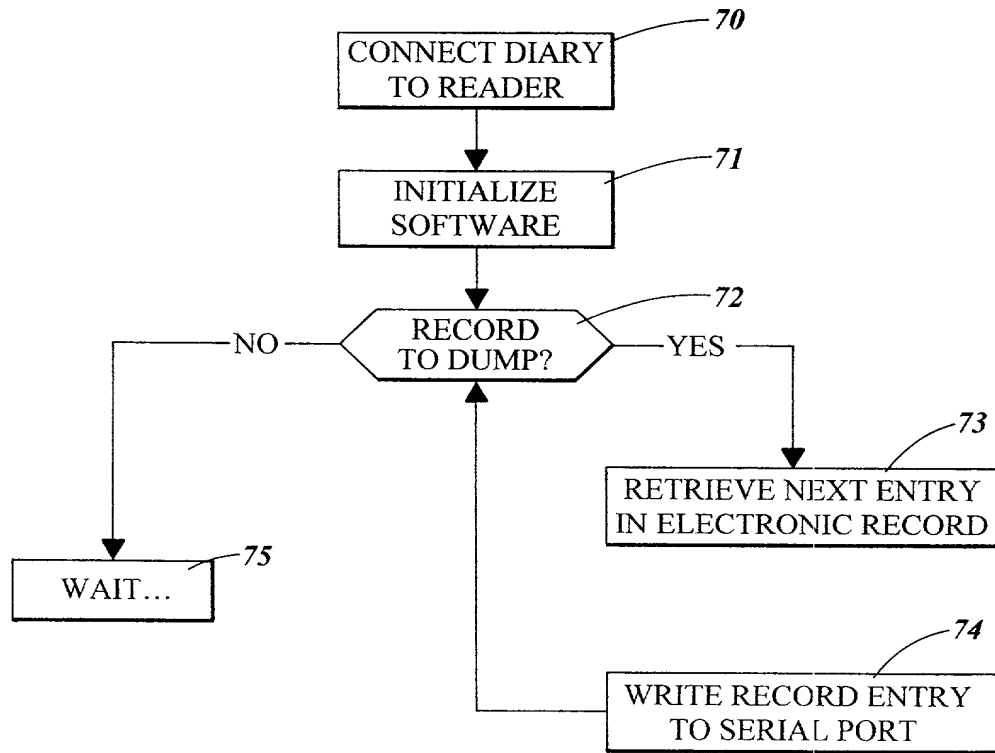 70
CONNECT DIARY
TO READER
71
INITIALIZE
SOFTWARE
72
RECORD
TO DUMP?
NO
YES
73
RETRIEVE NEXT ENTRY
IN ELECTRONIC RECORD
75
WAIT...
74
WRITE RECORD ENTRY
TO SERIAL PORT